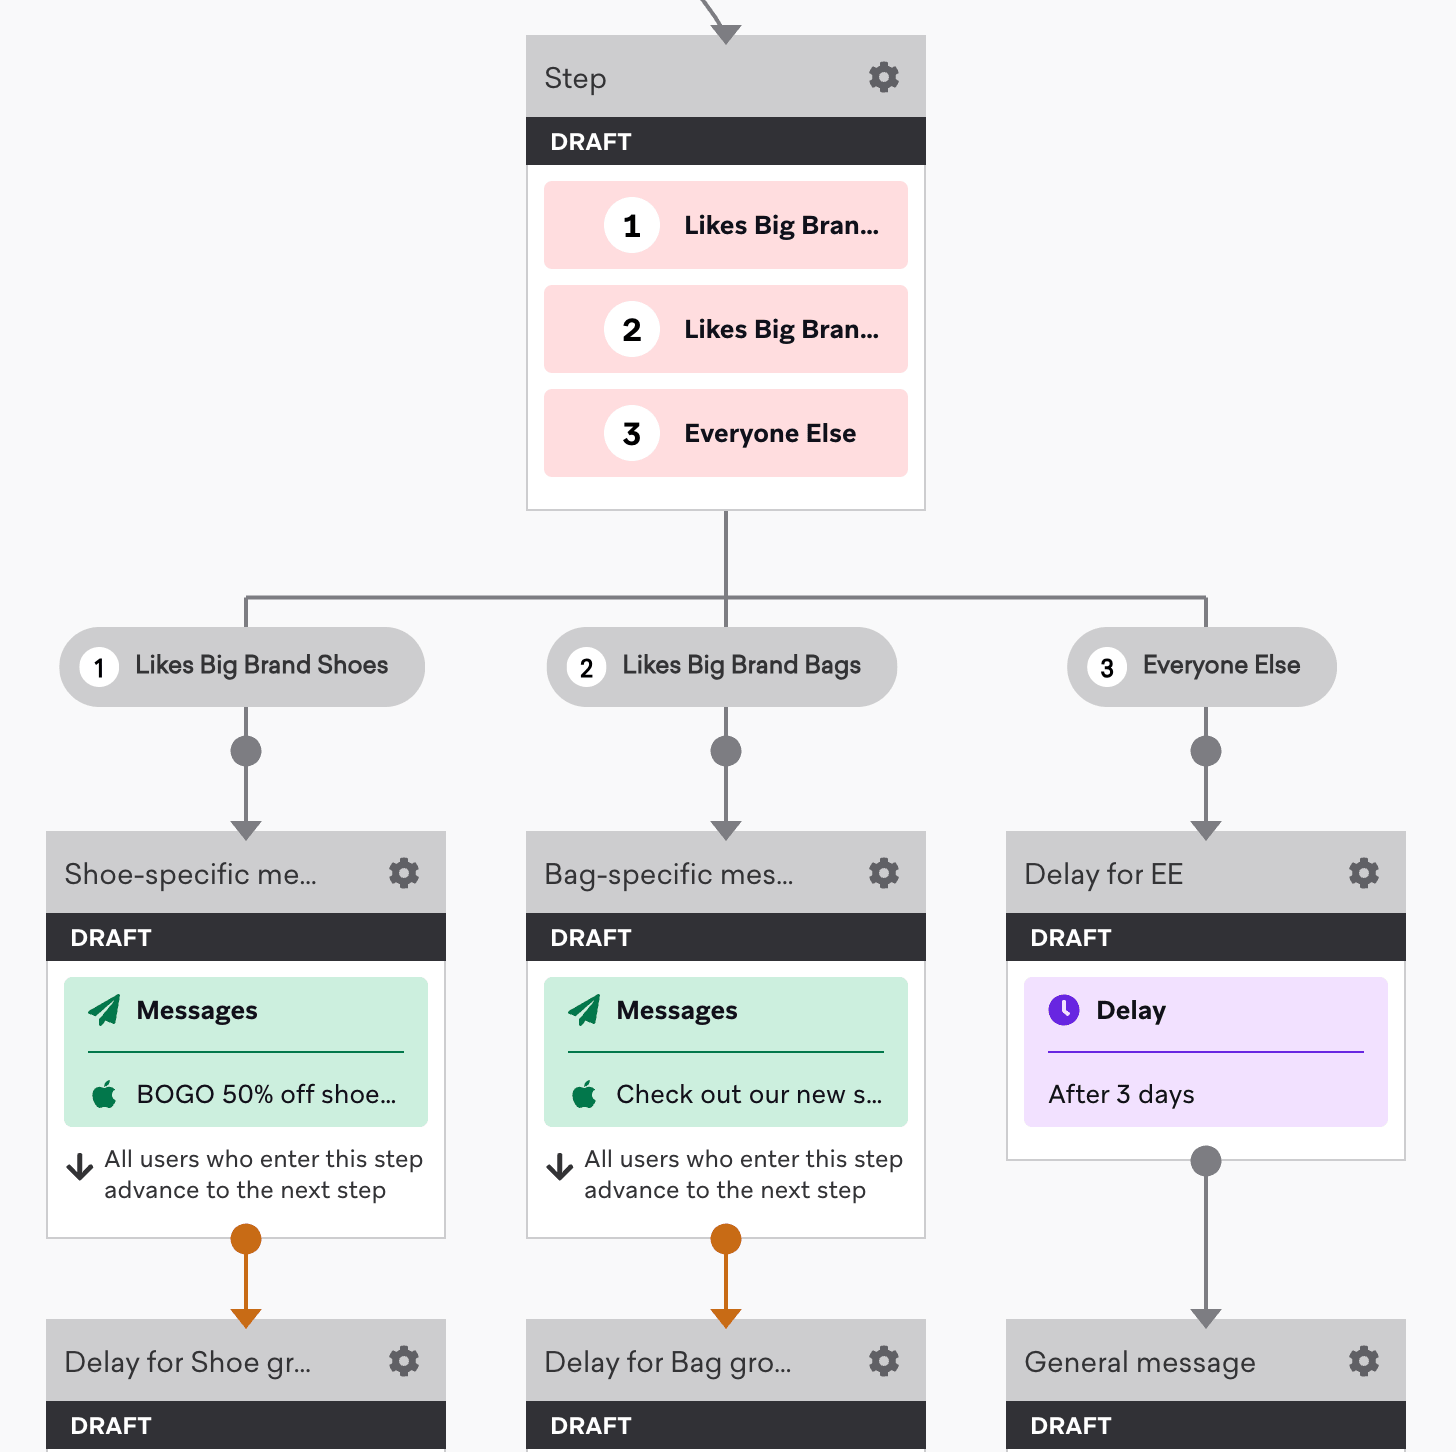 Step
DRAFT
1 Likes Big Bran...
2 Likes Big Bran...
3 Everyone Else
1 Likes Big Brand Shoes
2 Likes Big Brand Bags
3 Everyone Else
Shoe-specific me...
DRAFT
Messages
BOGO 50% off shoe...
All users who enter this step
advance to the next step
Bag-specific mes...
DRAFT
Messages
Check out our new s...
All users who enter this step
advance to the next step
Delay for EE
DRAFT
Delay
After 3 days
Delay for Shoe gr...
DRAFT
Delay for Bag gro...
DRAFT
General message
DRAFT